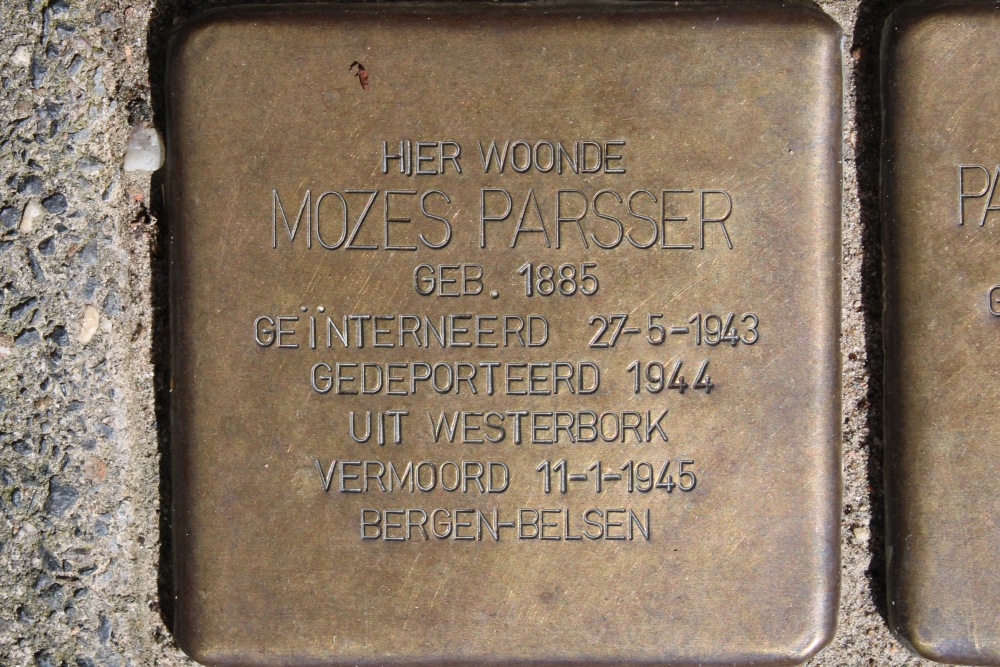 HIER WOONDE
MOZES PARSSER
GEB. 1885
GEÏNTERNEERD 27-5-1943
GEDEPORTEERD 1944
UIT WESTERBORK
VERMOORD 11-1-1945
BERGEN-BELSEN